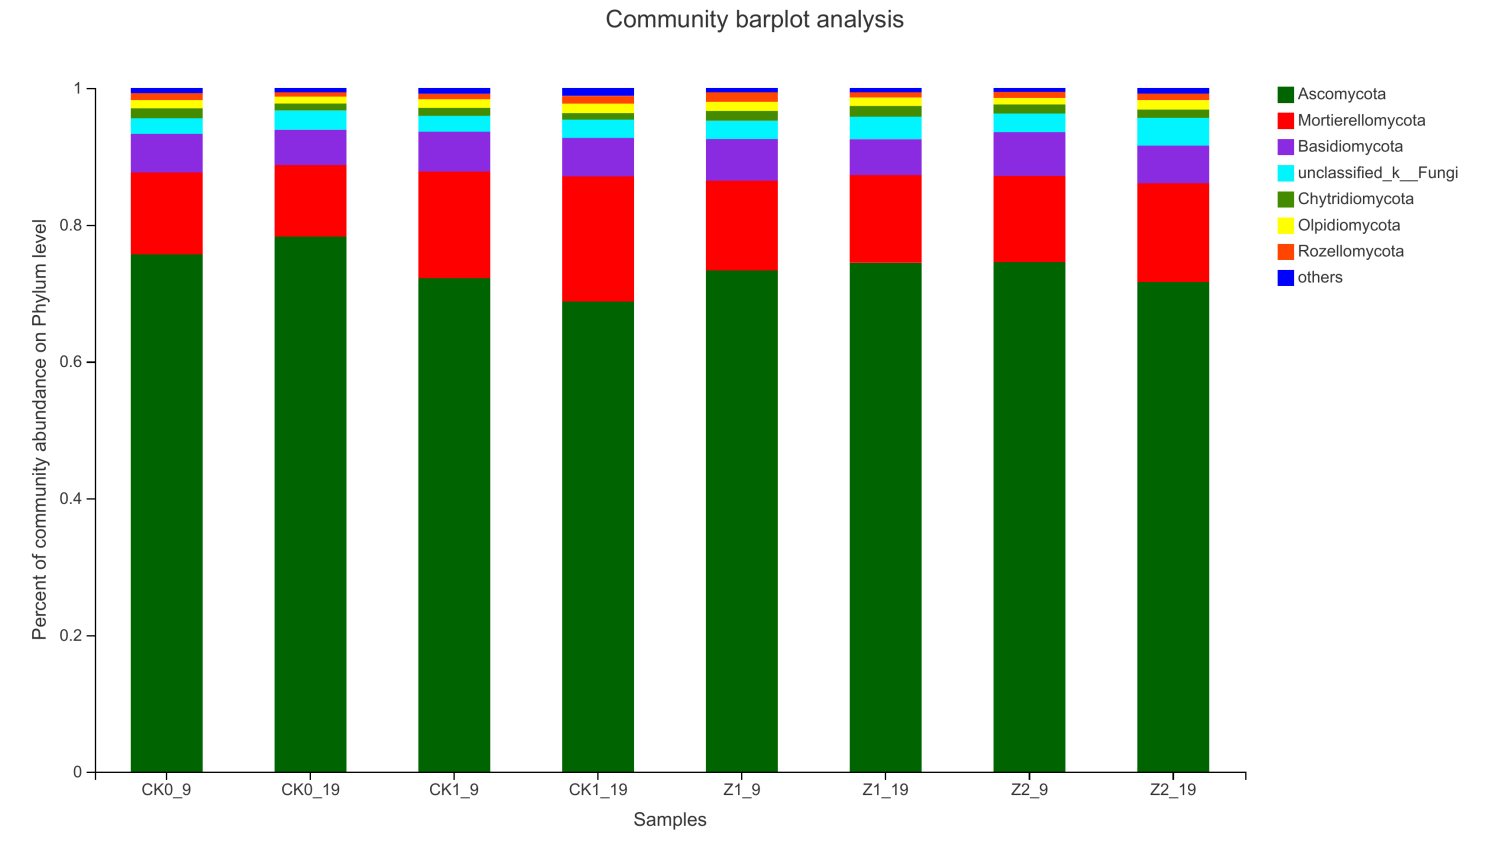 Community barplot analysis
Percent of community abundance on Phylum level
1
0.8
0.6
0.4
0.2
0
CK0_9
CK0_19
CK1_9
CK1_19
Z1_9
Z1_19
Z2_9
Z2_19
Samples
Ascomycota
Mortierellomycota
Basidiomycota
unclassified_k__Fungi
Chytridiomycota
Olpidiomycota
Rozellomycota
others